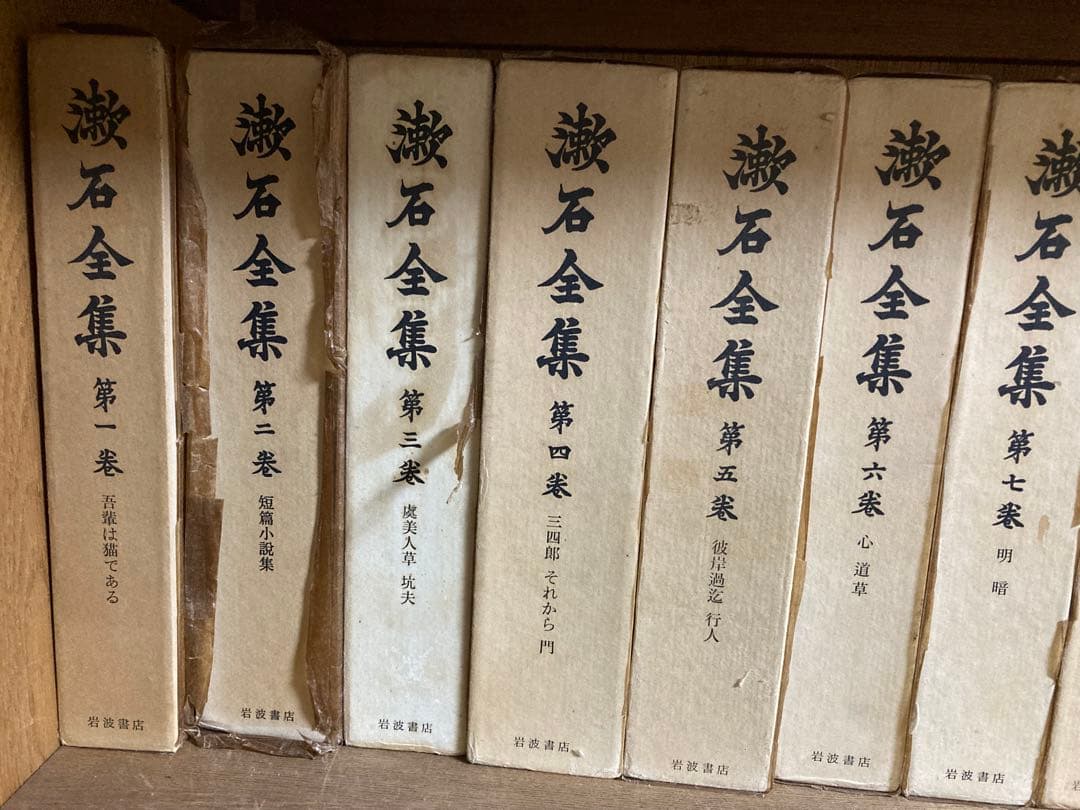 漱石全集 第一巻 吾輩は猫である 岩波書店
漱石全集 第二巻 短篇小説集 岩波書店
漱石全集 第三巻 虞美人草 坑夫 岩波書店
漱石全集 第四巻 三四郎 それから 門 岩波書店
漱石全集 第五巻 彼岸過迄 行人 岩波書店
漱石全集 第六巻 心 道草 岩波書店
漱石全集 第七巻 明暗 岩波書店